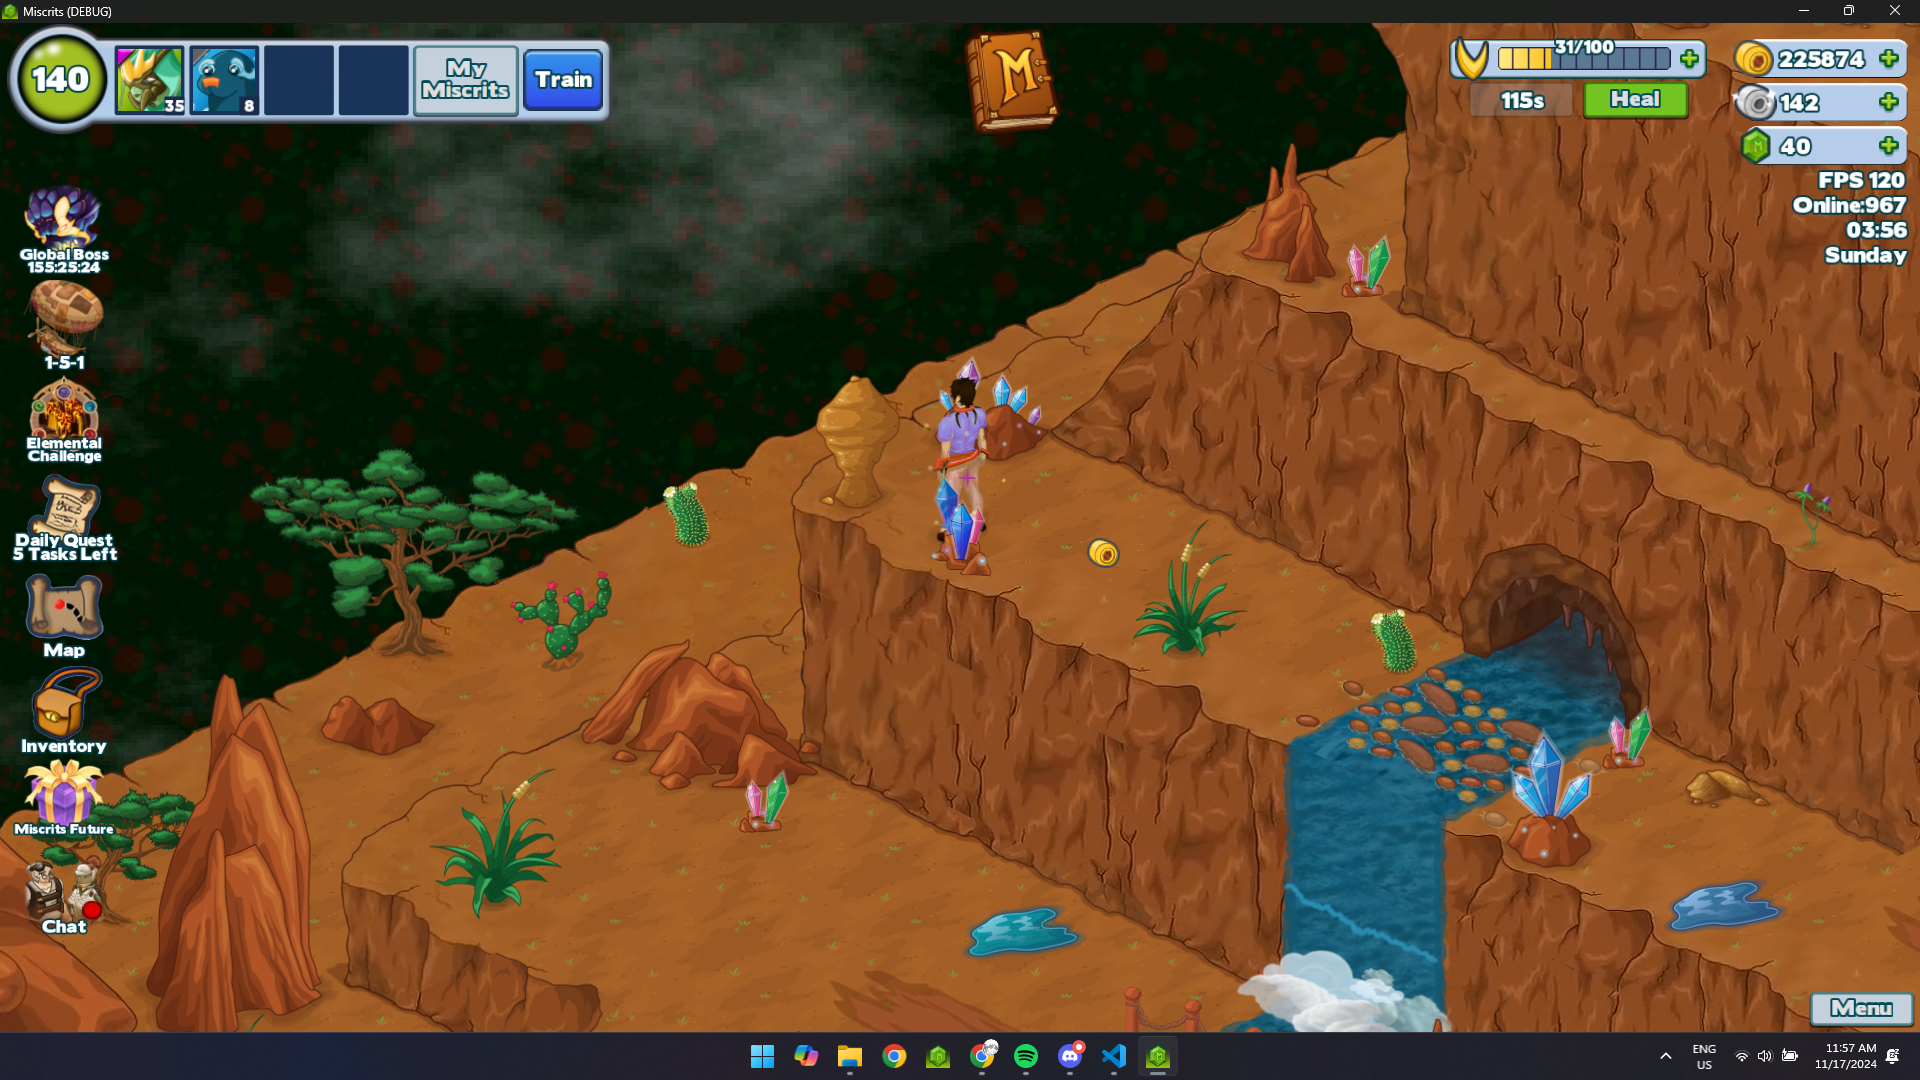 Miscrits (DEBUG)
140
35
8
My
Miscrits
Train
M
31/100
115s
Heal
225874
142
40
FPS 120
Online:967
03:56
Sunday
Global Boss
155:25:24
1-5-1
Elemental
Challenge
Daily Quest
5 Tasks Left
Map
Inventory
Miscrits Future
Chat
Menu
ENG
US
11:57 AM
11/17/2024